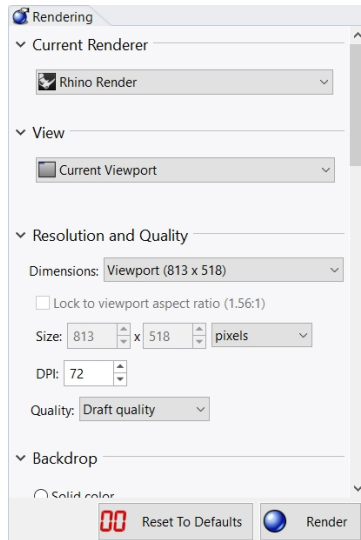 Rendering
Current Renderer
Rhino Render
View
Current Viewport
Resolution and Quality
Dimensions: Viewport (813 x 518)
Lock to viewport aspect ratio (1.56:1)
Size: 813 x 518 pixels
DPI: 72
Quality: Draft quality
Backdrop
Solid color
00 Reset To Defaults Render